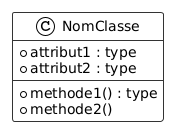 C NomClasse
attribut1 : type
attribut2 : type
methode1() : type
methode2()